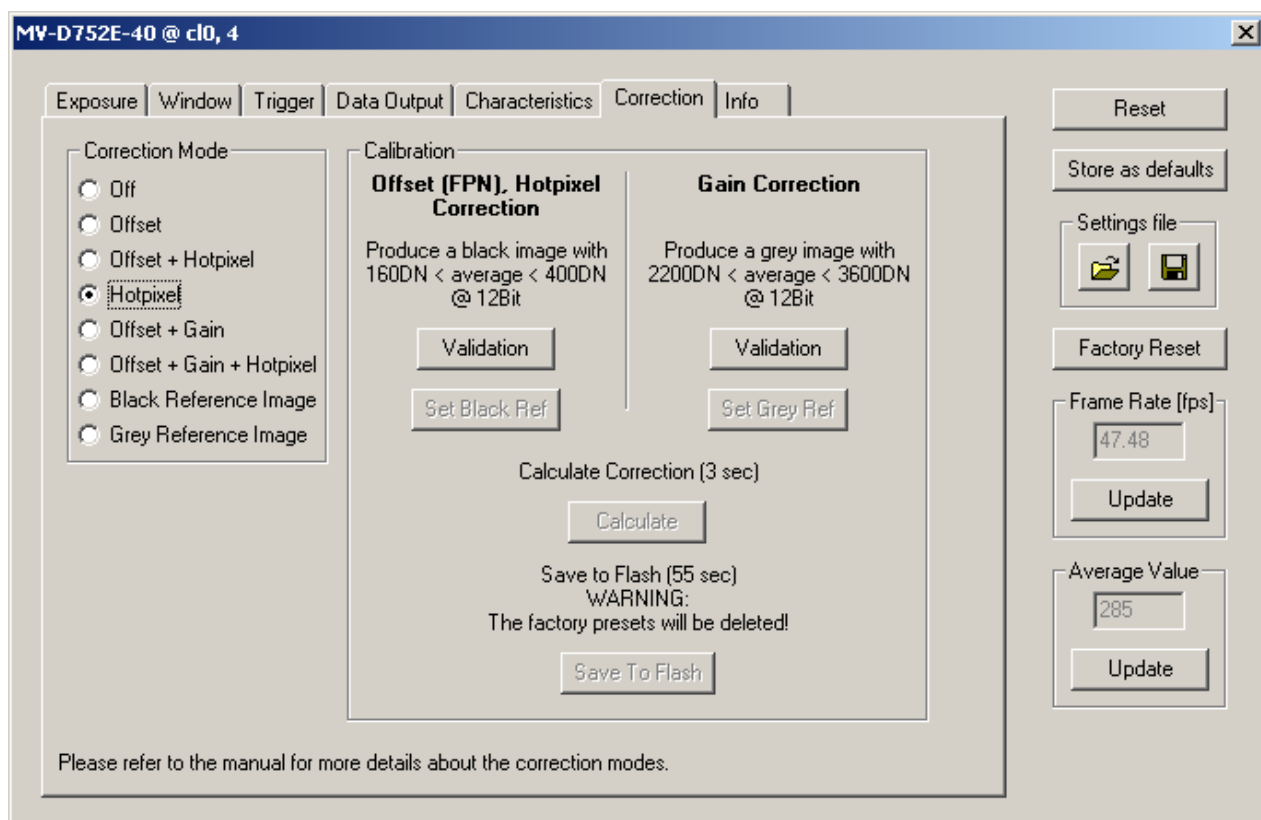 MV-D752E-40 @ cl0, 4
Exposure
Window
Trigger
Data Output
Characteristics
Correction
Info
Correction Mode
Off
Offset
Offset + Hotpixel
Hotpixel
Offset + Gain
Offset + Gain + Hotpixel
Black Reference Image
Grey Reference Image
Calibration
Offset (FPN), Hotpixel
Correction
Produce a black image with
160DN < average < 400DN
@ 12Bit
Validation
Set Black Ref
Gain Correction
Produce a grey image with
2200DN < average < 3600DN
@ 12Bit
Validation
Set Grey Ref
Calculate Correction (3 sec)
Calculate
Save to Flash (55 sec)
WARNING:
The factory presets will be deleted!
Save To Flash
Please refer to the manual for more details about the correction modes.
Reset
Store as defaults
Settings file
Factory Reset
Frame Rate [fps]
47.48
Update
Average Value
285
Update